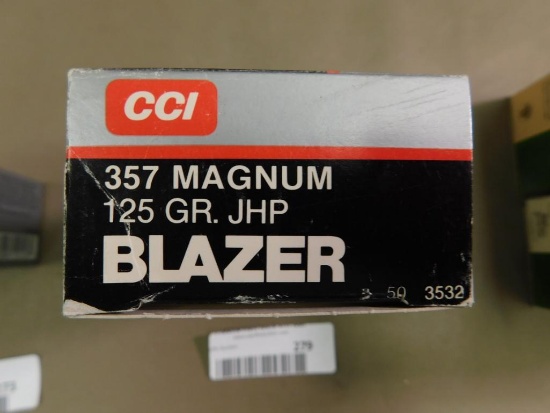 CCI
357 MAGNUM
125 GR. JHP
BLAZER
50 3532
279